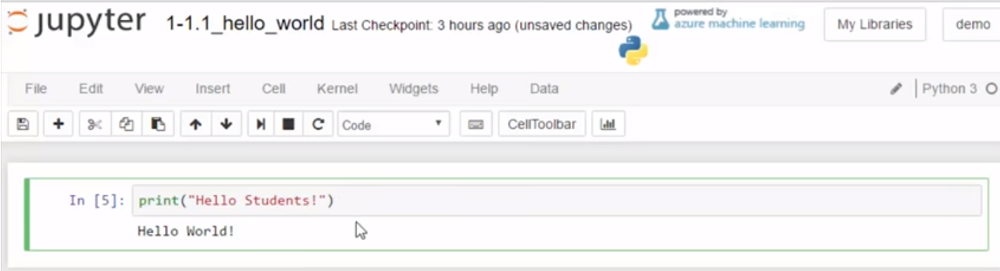 jupyter 1-1.1_hello_world Last Checkpoint: 3 hours ago (unsaved changes)
powered by
azure machine learning
My Libraries
demo
File Edit View Insert Cell Kernel Widgets Help Data
Python 3
Code
CellToolbar
In [5]: print("Hello Students!")
Hello World!